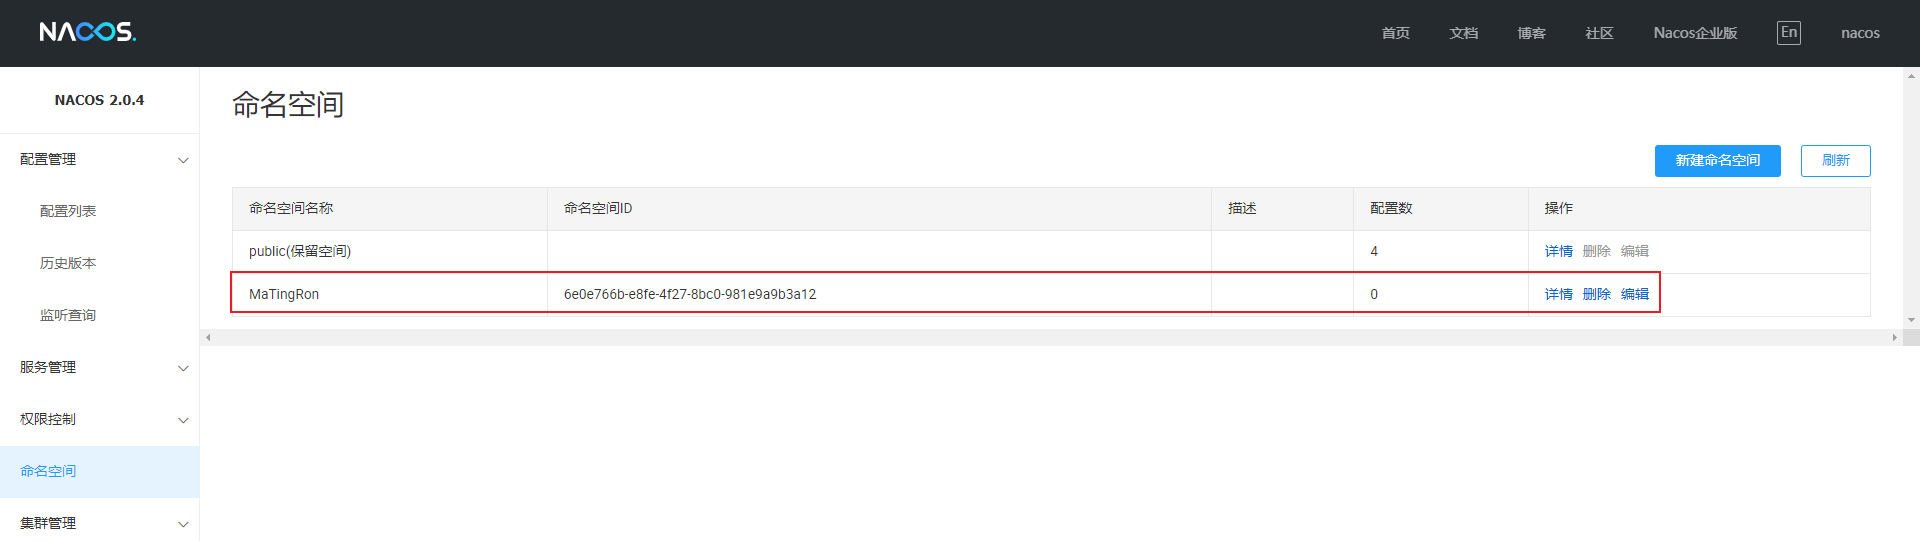 NACOS. 首页 文档 博客 社区 Nacos企业版 En nacos
NACOS 2.0.4
配置管理
配置列表
历史版本
监听查询
服务管理
权限控制
命名空间
集群管理
命名空间
新建命名空间 刷新
命名空间名称 命名空间ID 描述 配置数 操作
public(保留空间) 4 详情 删除 编辑
MaTingRon 6e0e766b-e8fe-4f27-8bc0-981e9a9b3a12 0 详情 删除 编辑